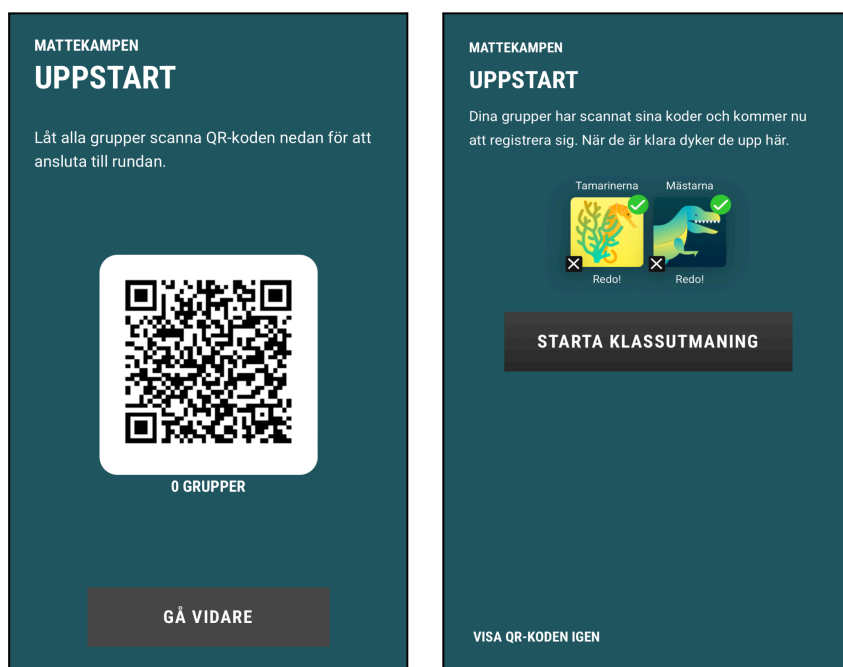 MATTEKAMPEN
UPPSTART
Låt alla grupper scanna QR-koden nedan för att
ansluta till rundan.
0 GRUPPER
GÅ VIDARE
MATTEKAMPEN
UPPSTART
Dina grupper har scannat sina koder och kommer nu
att registrera sig. När de är klara dyker de upp här.
Tamarinerna Mästarna
Redo! Redo!
STARTA KLASSUTMANING
VISA QR-KODEN IGEN